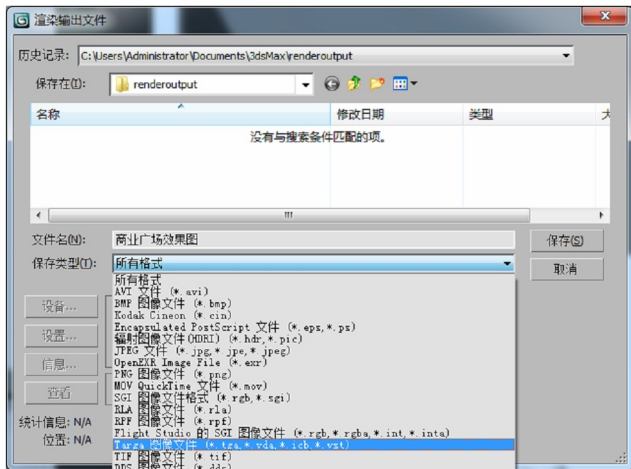 渲染输出文件
历史记录: C:\Users\Administrator\Documents\3dsMax\renderoutput
保存在(I): renderoutput
名称 修改日期 类型 大
没有与搜索条件匹配的项。
文件名(N): 商业广场效果图 保存(S)
保存类型(T): 所有格式 取消
所有格式
AVI 文件 (*.avi)
设备... BMP 图像文件 (*.bmp)
Kodak Cineon (*.cin)
Encapsulated PostScript 文件 (*.eps,*.ps)
设置... 辐射图像文件(HDRI) (*.hdr,*.pic)
JPEG 文件 (*.jpg,*.jpe,*.jpeg)
OpenEXR Image File (*.exr)
信息... PNG 图像文件 (*.png)
MOV QuickTime 文件 (*.mov)
查看 SGI 图像文件格式 (*.rgb,*.sgi)
RLA 图像文件 (*.rla)
统计信息: N/A RPF 图像文件 (*.rpf)
Flight Studio 的 SGI 图像文件 (*.rgb,*.rgba,*.int,*.inta)
位置: N/A Targa 图像文件 (*.tga,*.vda,*.icb,*.vst)
TIF 图像文件 (*.tif)
DDS 图像文件 (*.dds)